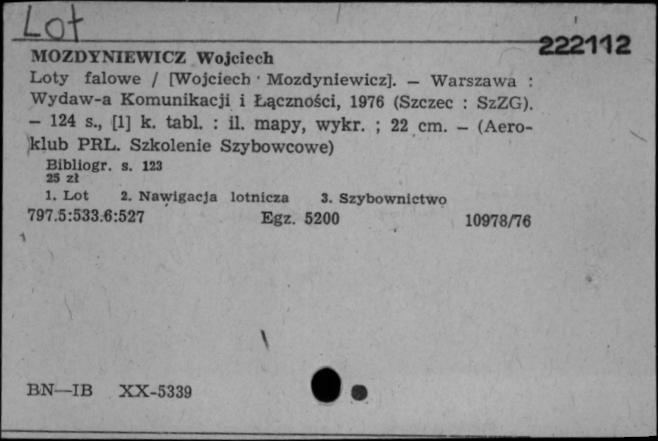 Lot
222112
MOZDYNIEWICZ Wojciech
Loty falowe / [Wojciech Mozdyniewicz]. — Warszawa :
Wydaw-a Komunikacji i Łączności, 1976 (Szczec : SzZG).
— 124 s., [1] k. tabl. : il. mapy, wykr. ; 22 cm. — (Aero-
klub PRL. Szkolenie Szybowcowe)
Bibliogr. s. 123
25 zł
1. Lot 2. Nawigacja lotnicza 3. Szybownictwo
797.5:533.6:527 Egz. 5200 10978/76
BN—IB XX-5339